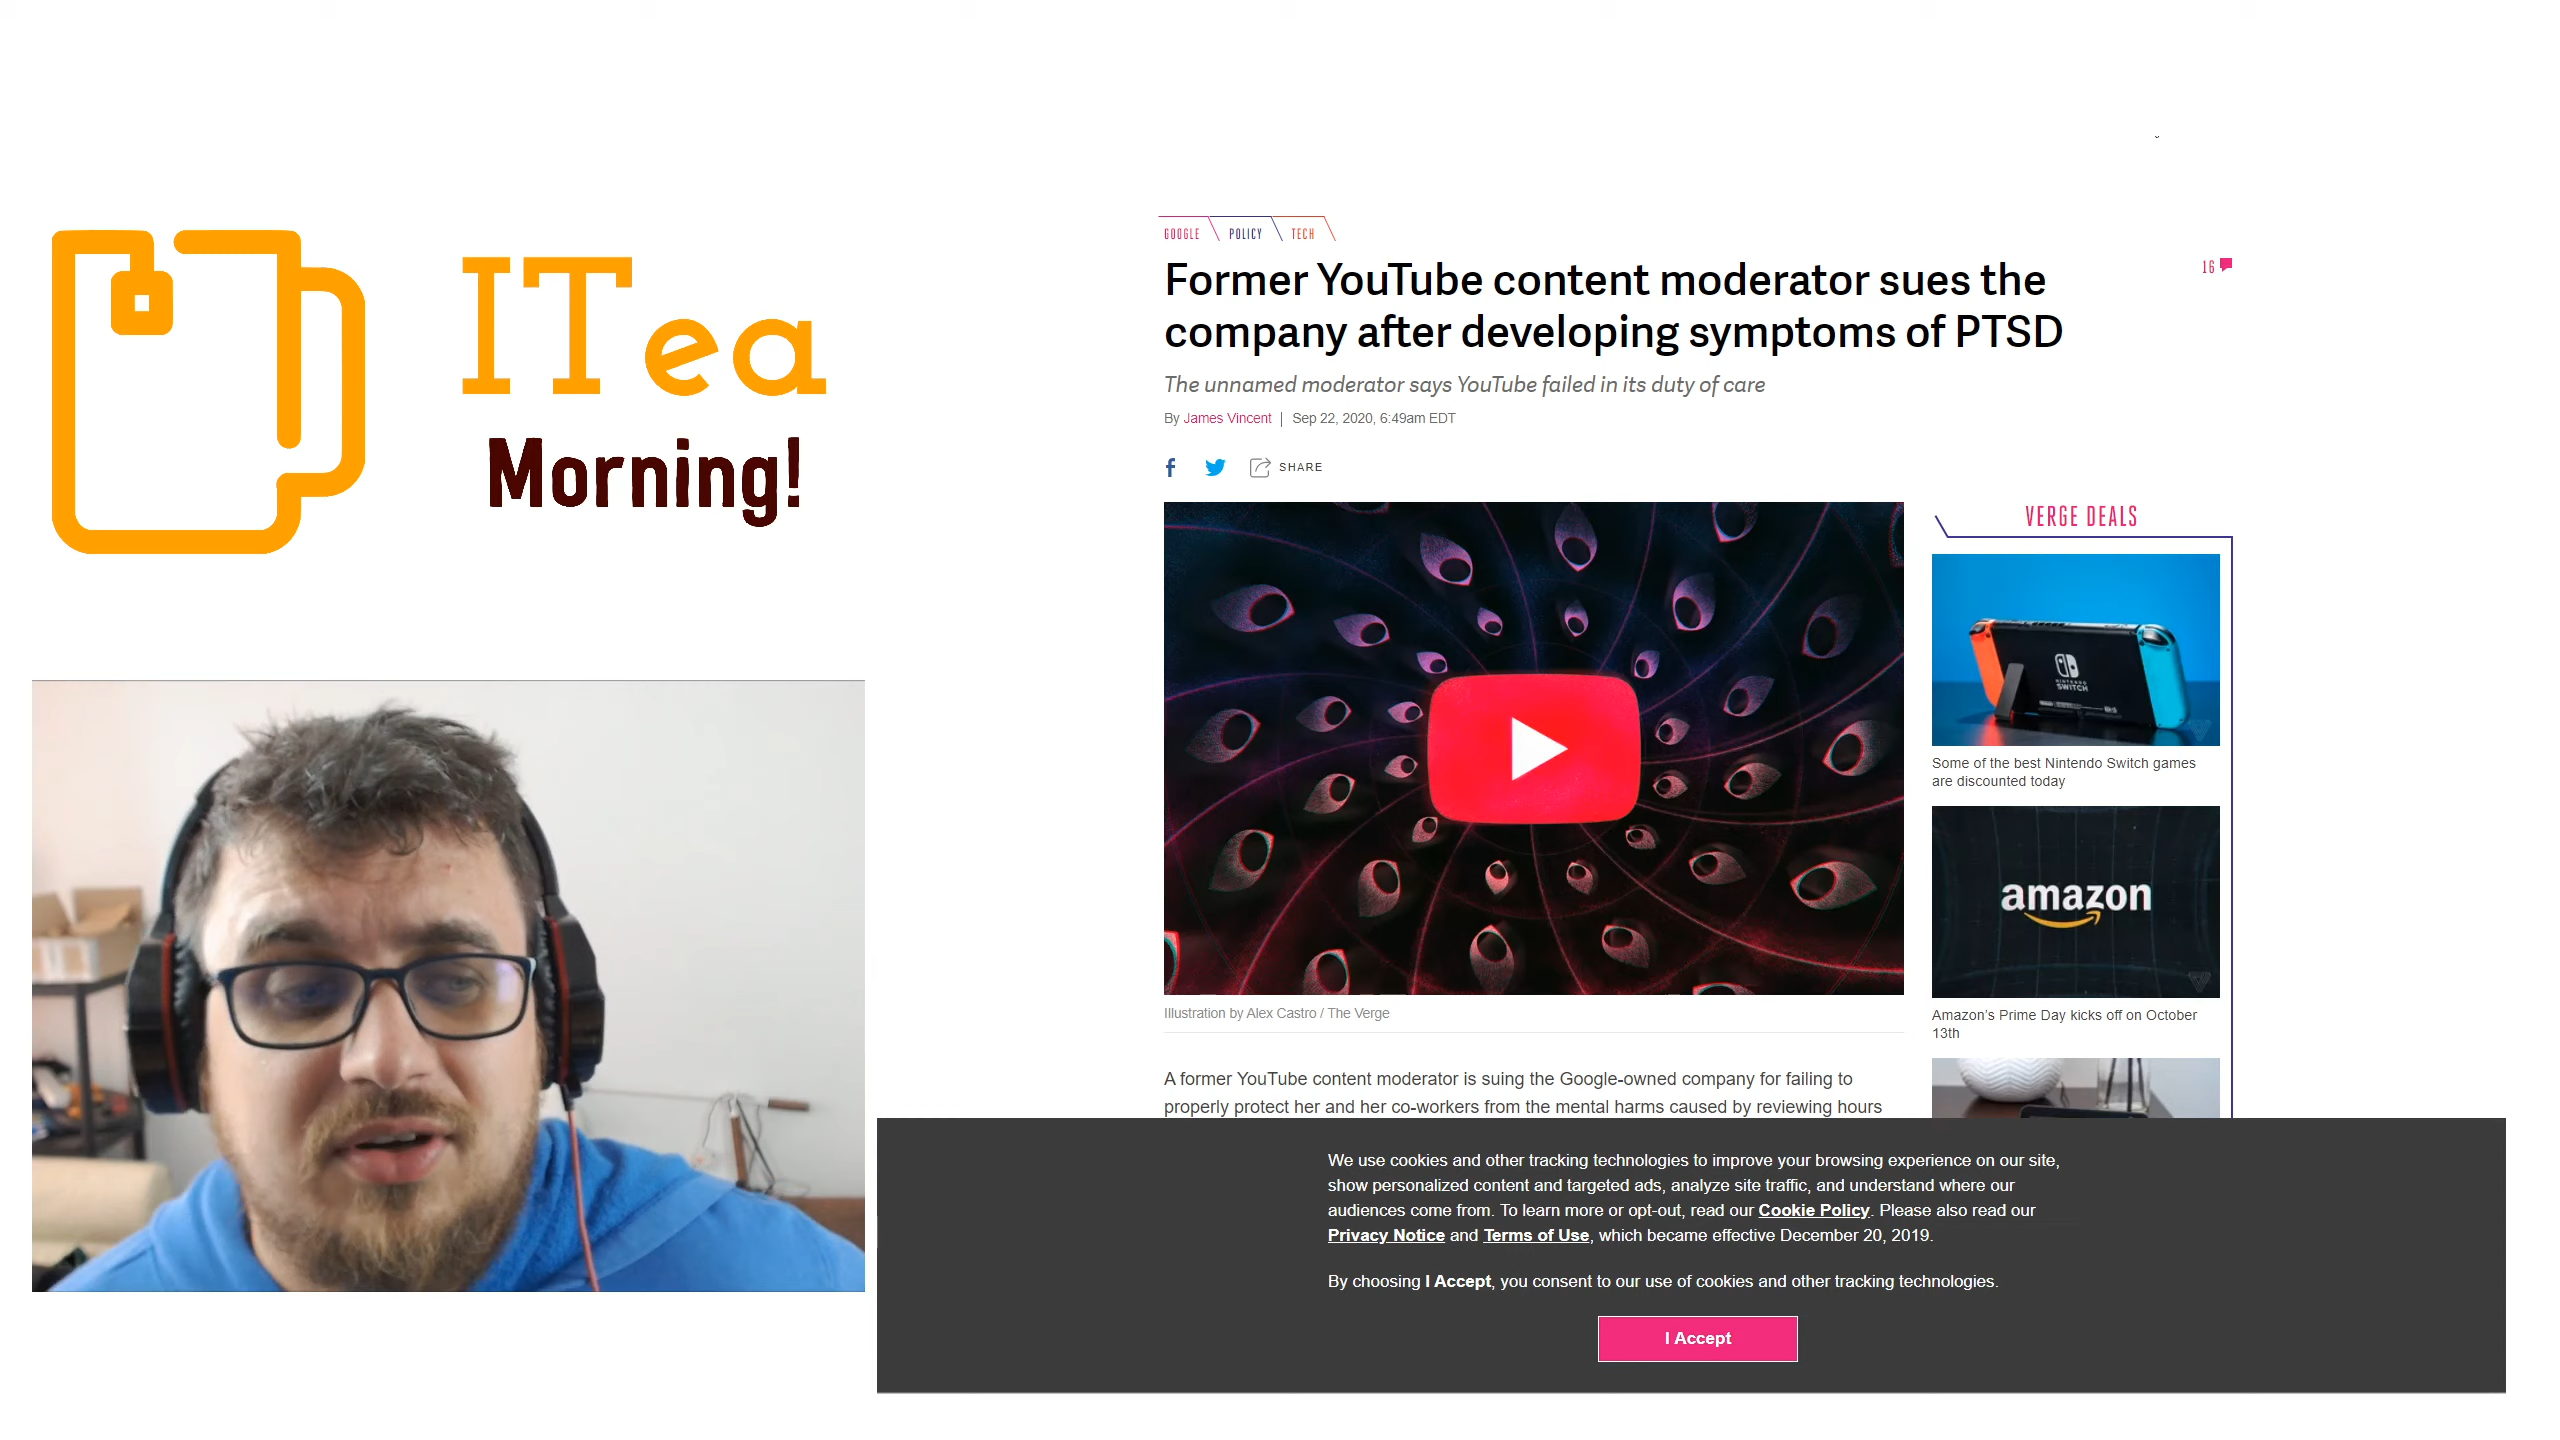 ITea
Morning!
GOOGLE
POLICY
TECH
Former YouTube content moderator sues the
company after developing symptoms of PTSD
16
The unnamed moderator says YouTube failed in its duty of care
By James Vincent | Sep 22, 2020, 6:49am EDT
SHARE
VERGE DEALS
NINTENDO
SWITCH
Some of the best Nintendo Switch games
are discounted today
amazon
Amazon's Prime Day kicks off on October
13th
Illustration by Alex Castro / The Verge
A former YouTube content moderator is suing the Google-owned company for failing to
properly protect her and her co-workers from the mental harms caused by reviewing hours
We use cookies and other tracking technologies to improve your browsing experience on our site,
show personalized content and targeted ads, analyze site traffic, and understand where our
audiences come from. To learn more or opt-out, read our Cookie Policy. Please also read our
Privacy Notice and Terms of Use, which became effective December 20, 2019.
By choosing I Accept, you consent to our use of cookies and other tracking technologies.
I Accept